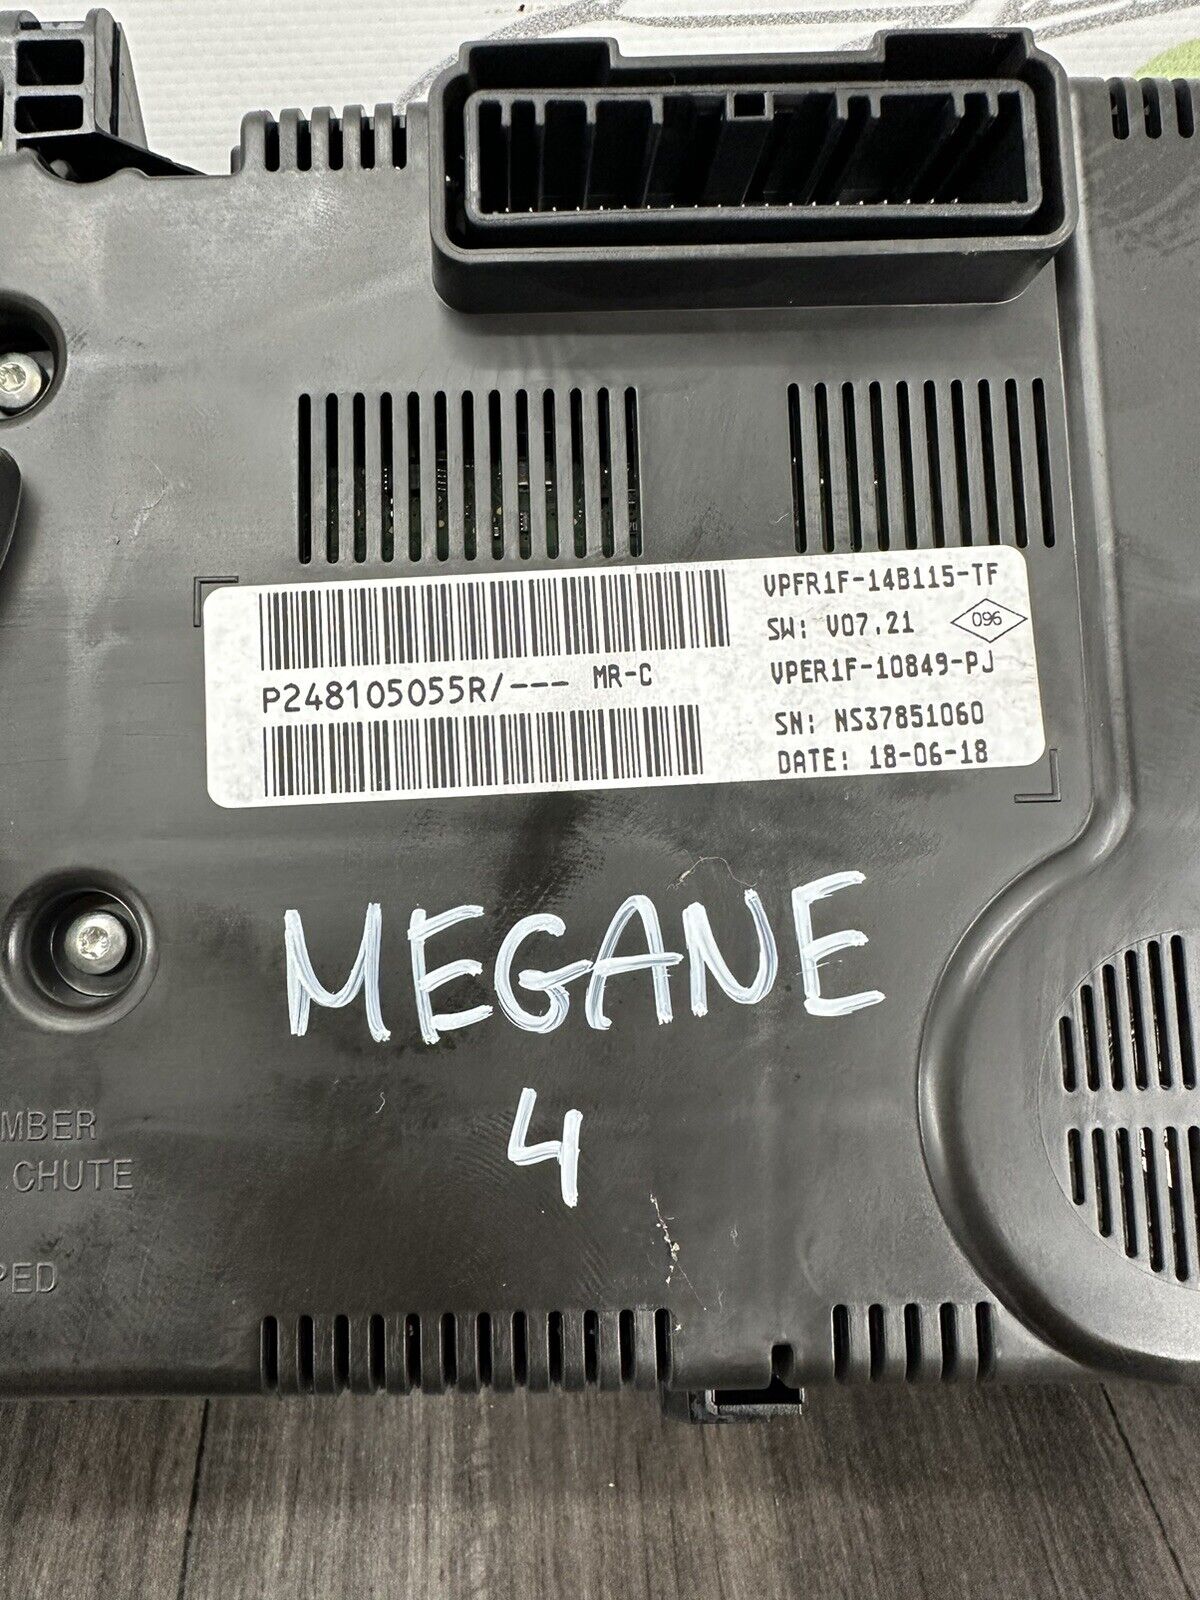 VPFR1F-14B115-TF
SW: V07.21
096
P248105055R/--- MR-C
VPER1F-10849-PJ
SN: NS37851060
DATE: 18-06-18
MEGANE
4
MBER
CHUTE
PED